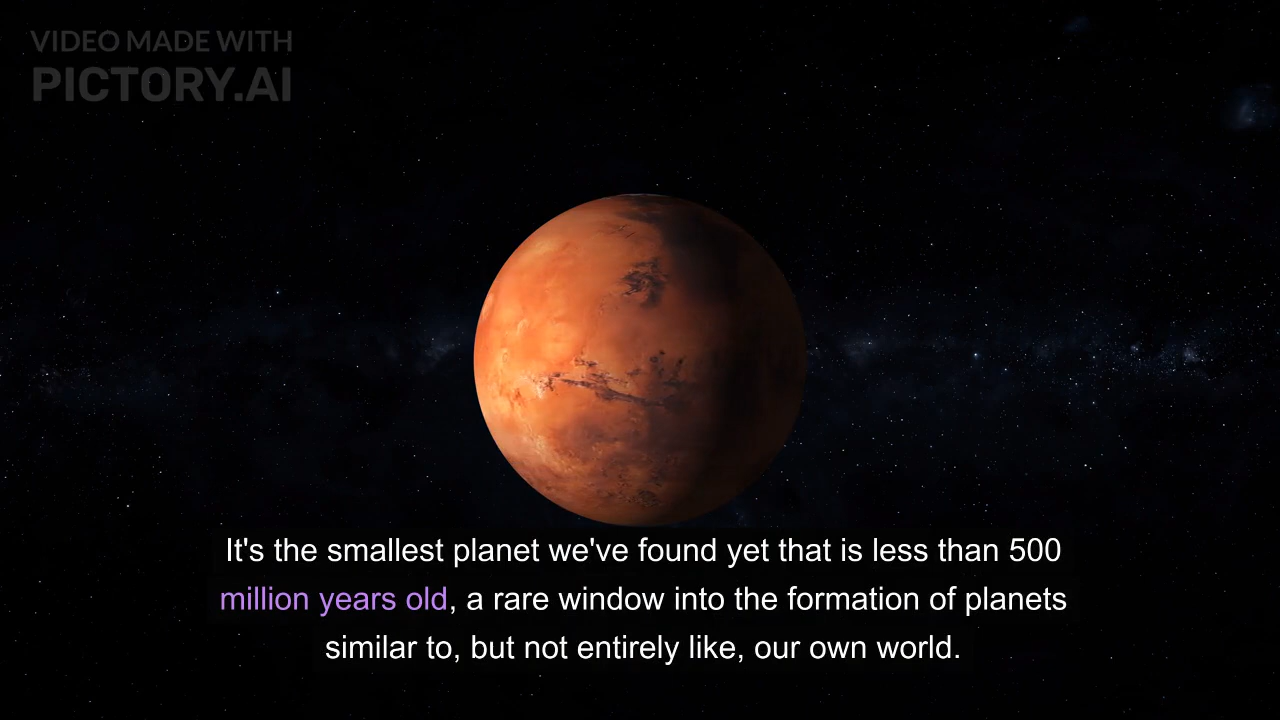 VIDEO MADE WITH
PICTORY.AI
It's the smallest planet we've found yet that is less than 500
million years old, a rare window into the formation of planets
similar to, but not entirely like, our own world.